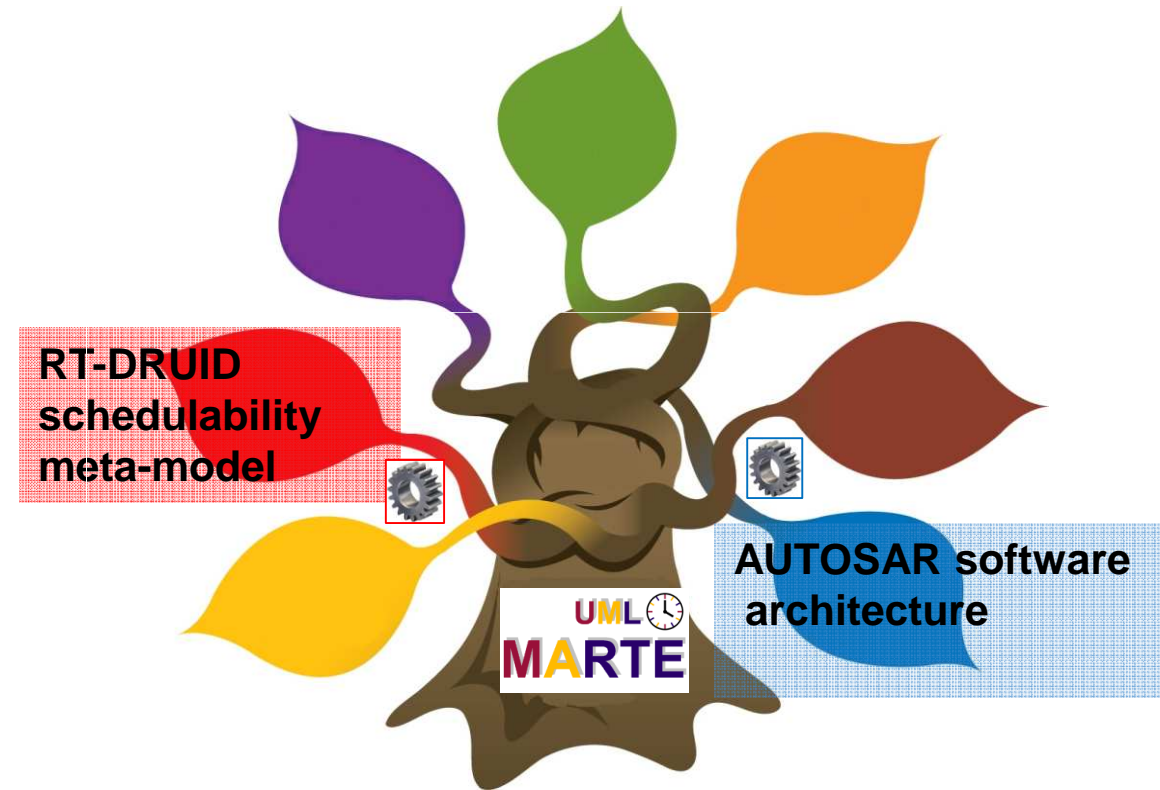 RT-DRUID
schedulability
meta-model
AUTOSAR software
architecture
UML
MARTE